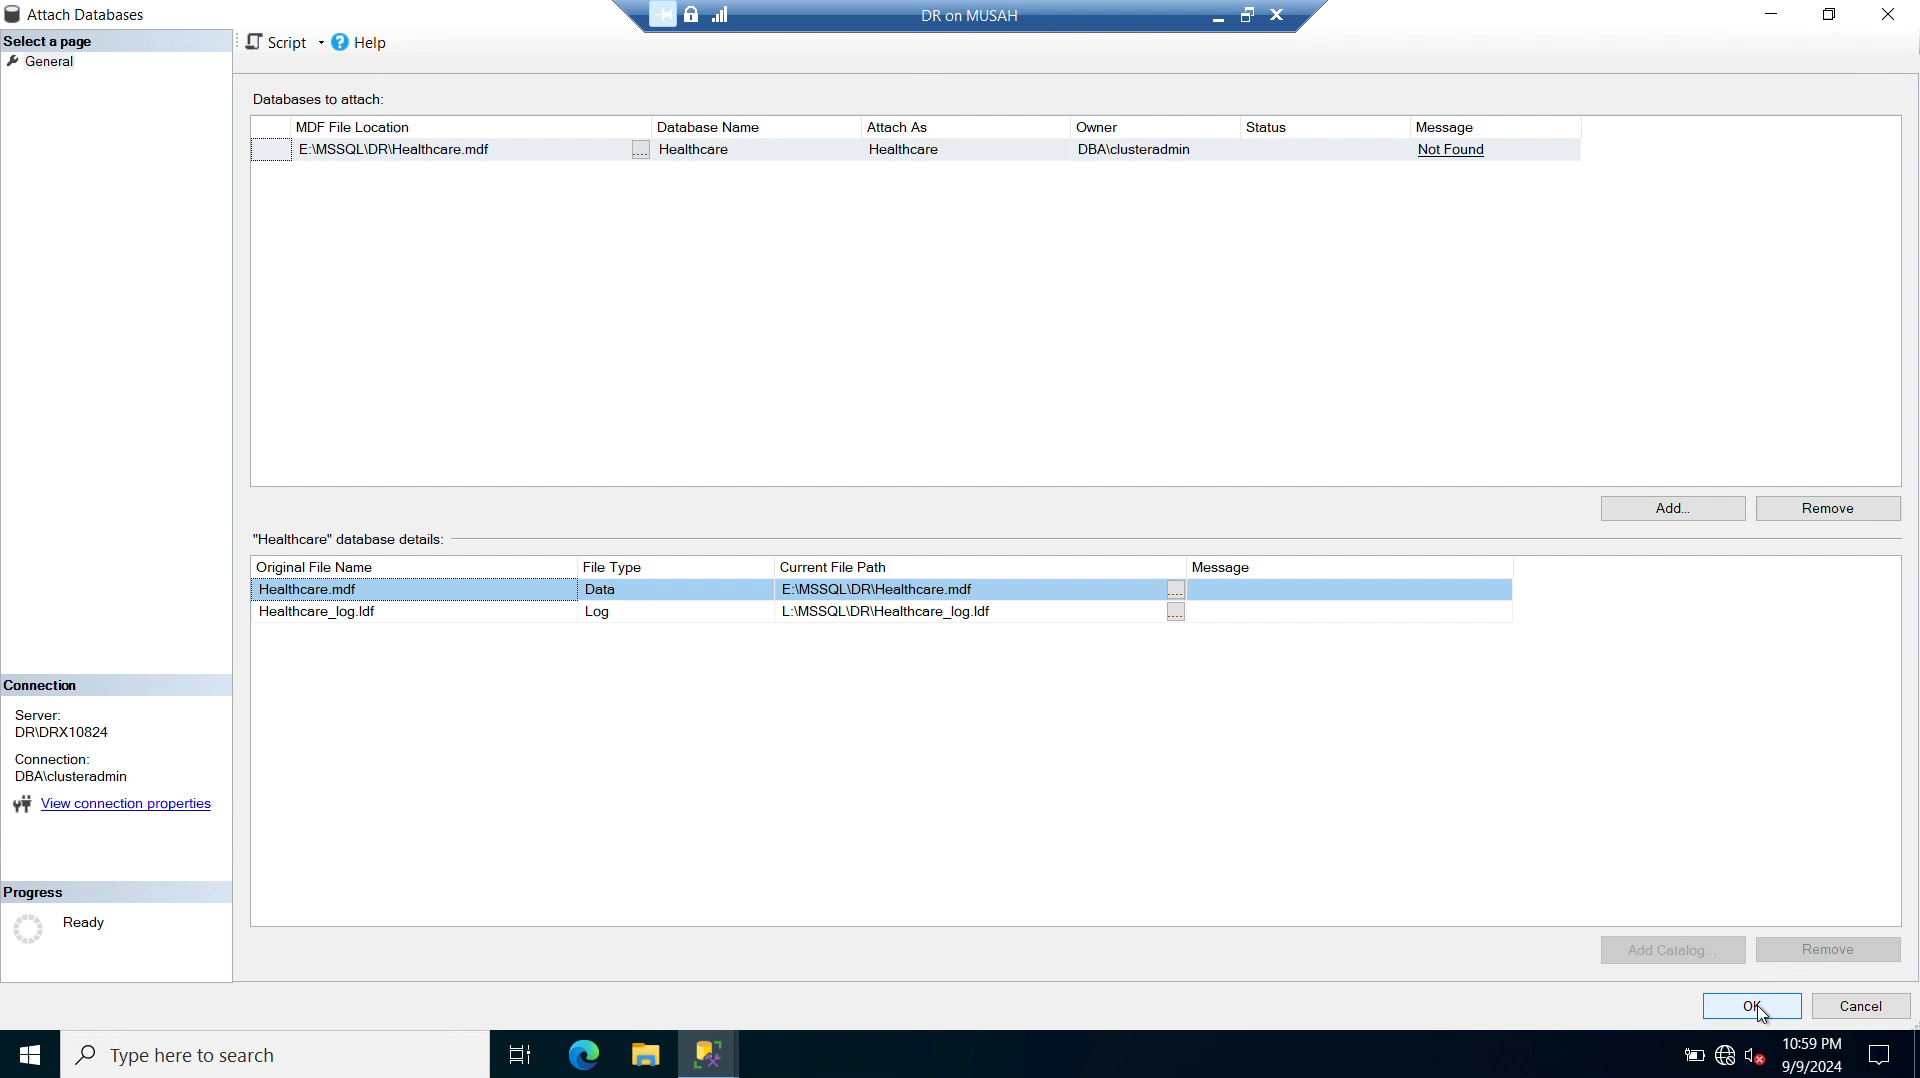 Attach Databases
DR on MUSAH
Select a page
General
Script
Help
Databases to attach:
MDF File Location Database Name Attach As Owner Status Message
E:\MSSQL\DR\Healthcare.mdf ... Healthcare Healthcare DBA\clusteradmin Not Found
Add... Remove
"Healthcare" database details:
Original File Name File Type Current File Path Message
Healthcare.mdf Data E:\MSSQL\DR\Healthcare.mdf ...
Healthcare_log.ldf Log L:\MSSQL\DR\Healthcare_log.ldf ...
Connection
Server:
DR\DRX10824
Connection:
DBA\clusteradmin
View connection properties
Progress
Ready
Add Catalog... Remove
OK Cancel
Type here to search
10:59 PM
9/9/2024